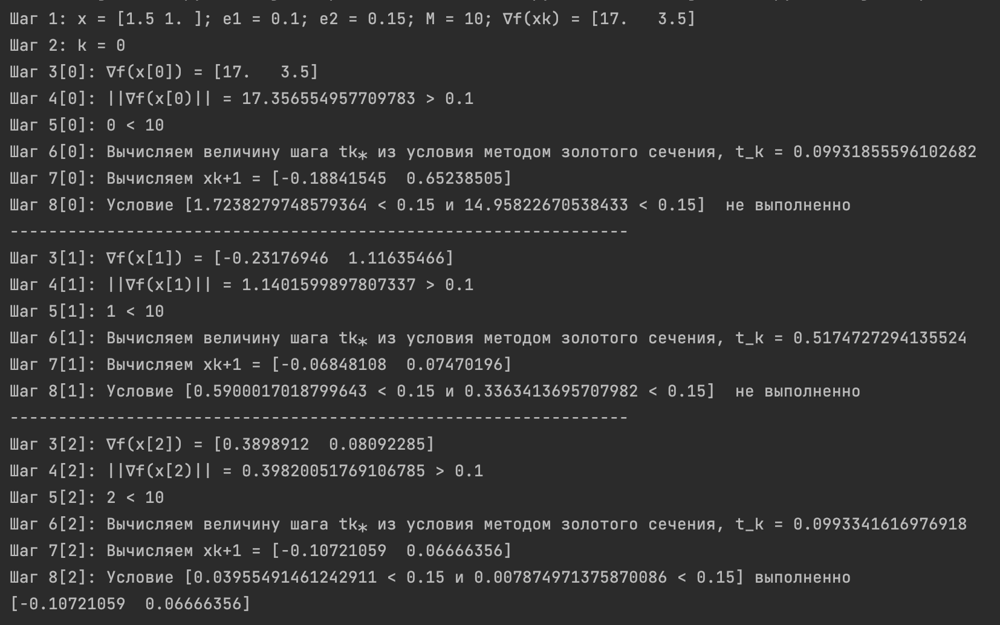 Шаг 1: x = [1.5 1. ]; e1 = 0.1; e2 = 0.15; M = 10; ∇f(xk) = [17.   3.5]
Шаг 2: k = 0
Шаг 3[0]: ∇f(x[0]) = [17.   3.5]
Шаг 4[0]: ||∇f(x[0)|| = 17.356554957709783 > 0.1
Шаг 5[0]: 0 < 10
Шаг 6[0]: Вычисляем величину шага tk⁎ из условия методом золотого сечения, t_k = 0.09931855596102682
Шаг 7[0]: Вычисляем xk+1 = [-0.18841545  0.65238505]
Шаг 8[0]: Условие [1.7238279748579364 < 0.15 и 14.95822670538433 < 0.15]  не выполненно
----------------------------------------------------------------
Шаг 3[1]: ∇f(x[1]) = [-0.23176946  1.11635466]
Шаг 4[1]: ||∇f(x[1)|| = 1.1401599897807337 > 0.1
Шаг 5[1]: 1 < 10
Шаг 6[1]: Вычисляем величину шага tk⁎ из условия методом золотого сечения, t_k = 0.5174727294135524
Шаг 7[1]: Вычисляем xk+1 = [-0.06848108  0.07470196]
Шаг 8[1]: Условие [0.5900017018799643 < 0.15 и 0.3363413695707982 < 0.15]  не выполненно
----------------------------------------------------------------
Шаг 3[2]: ∇f(x[2]) = [0.3898912  0.08092285]
Шаг 4[2]: ||∇f(x[2)|| = 0.39820051769106785 > 0.1
Шаг 5[2]: 2 < 10
Шаг 6[2]: Вычисляем величину шага tk⁎ из условия методом золотого сечения, t_k = 0.0993341616976918
Шаг 7[2]: Вычисляем xk+1 = [-0.10721059  0.06666356]
Шаг 8[2]: Условие [0.03955491461242911 < 0.15 и 0.007874971375870086 < 0.15] выполненно
[-0.10721059  0.06666356]